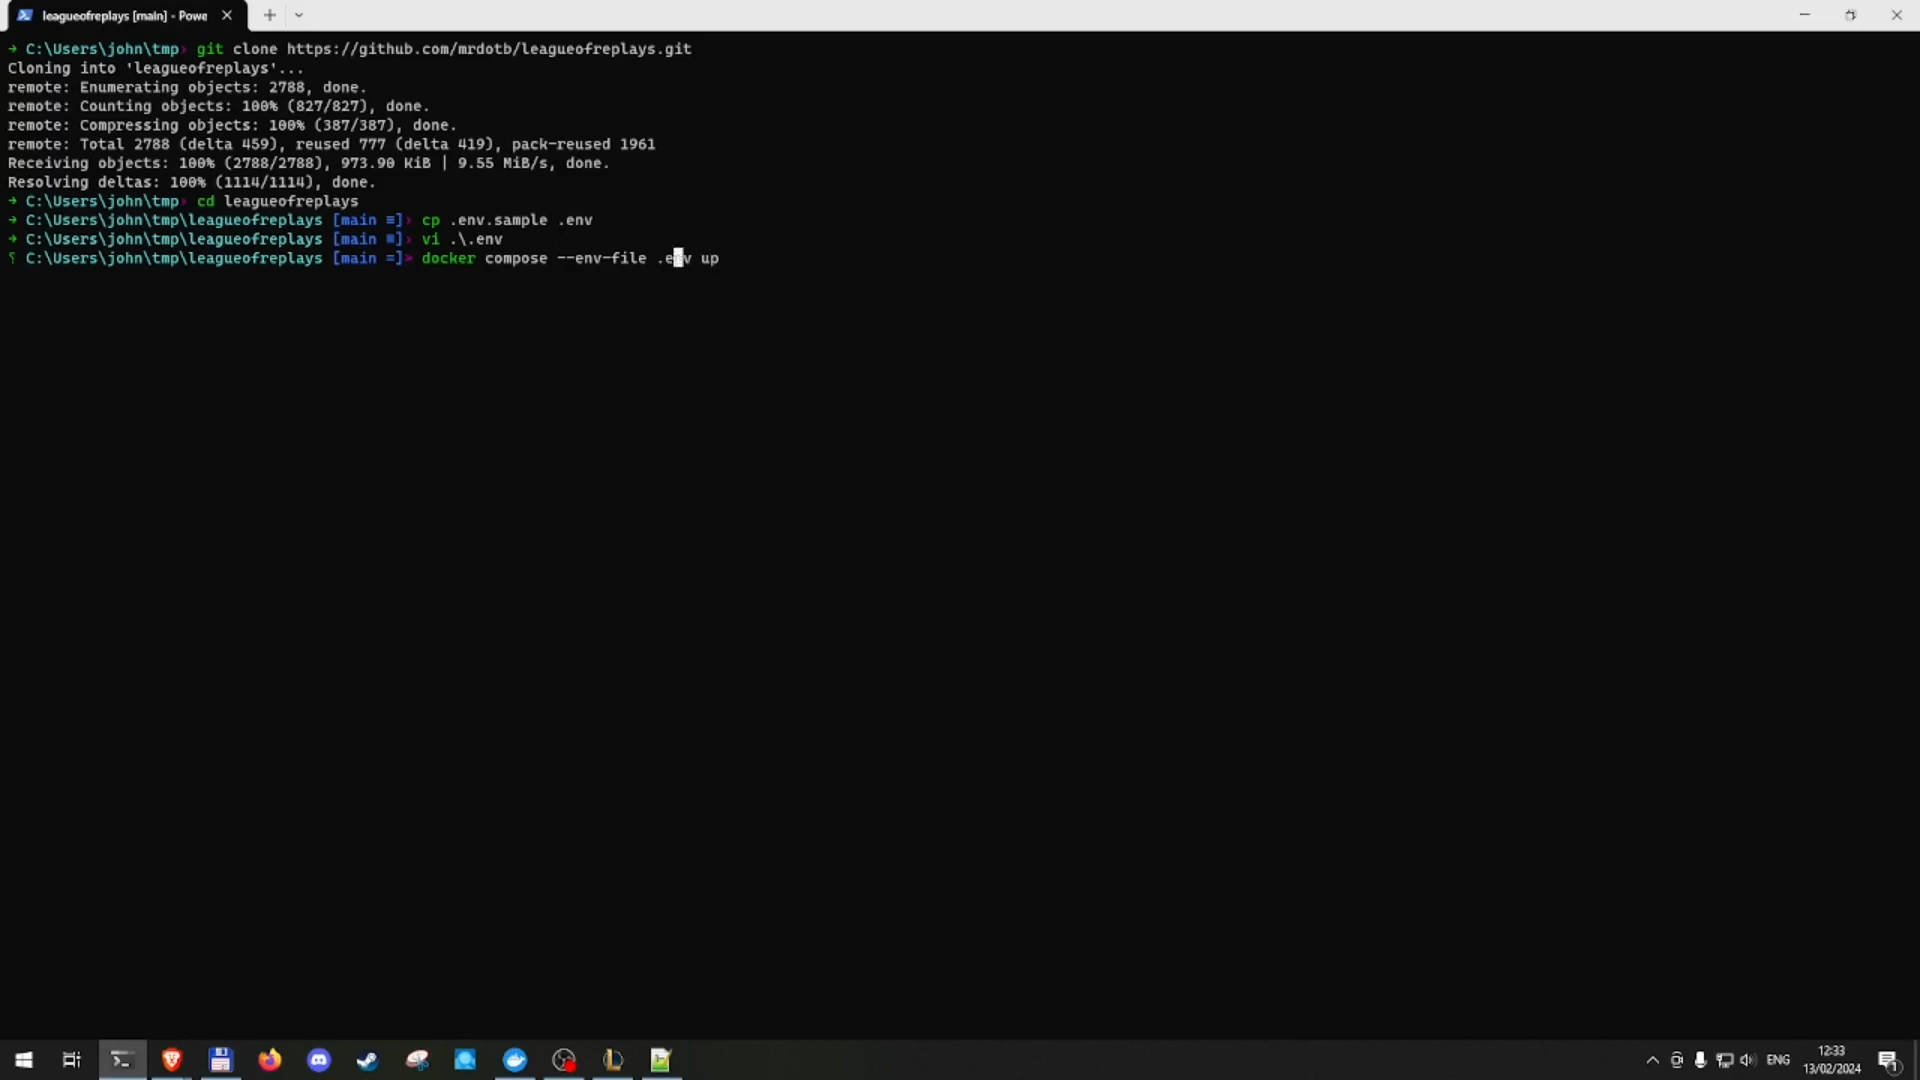 leagueofreplays [main] - Powe
→ C:\Users\john\tmp› git clone https://github.com/mrdotb/leagueofreplays.git
Cloning into 'leagueofreplays'...
remote: Enumerating objects: 2788, done.
remote: Counting objects: 100% (827/827), done.
remote: Compressing objects: 100% (387/387), done.
remote: Total 2788 (delta 459), reused 777 (delta 419), pack-reused 1961
Receiving objects: 100% (2788/2788), 973.90 KiB | 9.55 MiB/s, done.
Resolving deltas: 100% (1114/1114), done.
→ C:\Users\john\tmp› cd leagueofreplays
→ C:\Users\john\tmp\leagueofreplays [main ≡]› cp .env.sample .env
→ C:\Users\john\tmp\leagueofreplays [main ≡]› vi .\.env
C:\Users\john\tmp\leagueofreplays [main =]> docker compose --env-file .env up
ENG
12:33
13/02/2024
1